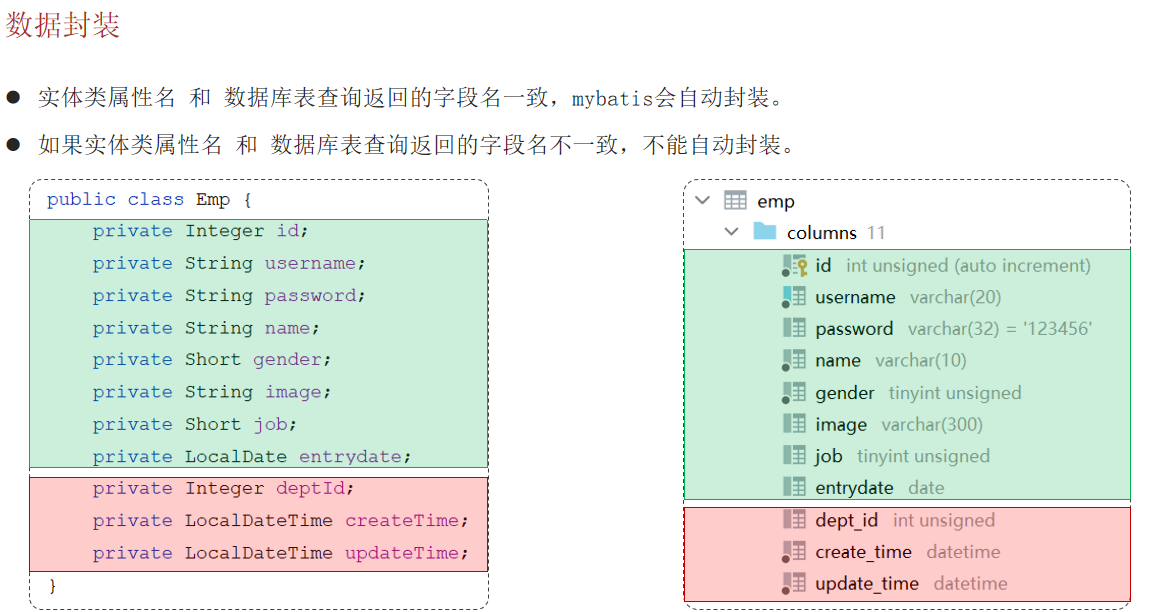 数据封装
● 实体类属性名 和 数据库表查询返回的字段名一致，mybatis会自动封装。
● 如果实体类属性名 和 数据库表查询返回的字段名不一致，不能自动封装。
public class Emp {
private Integer id;
private String username;
private String password;
private String name;
private Short gender;
private String image;
private Short job;
private LocalDate entrydate;
private Integer deptId;
private LocalDateTime createTime;
private LocalDateTime updateTime;
}
emp
columns 11
id int unsigned (auto increment)
username varchar(20)
password varchar(32) = '123456'
name varchar(10)
gender tinyint unsigned
image varchar(300)
job tinyint unsigned
entrydate date
dept_id int unsigned
create_time datetime
update_time datetime